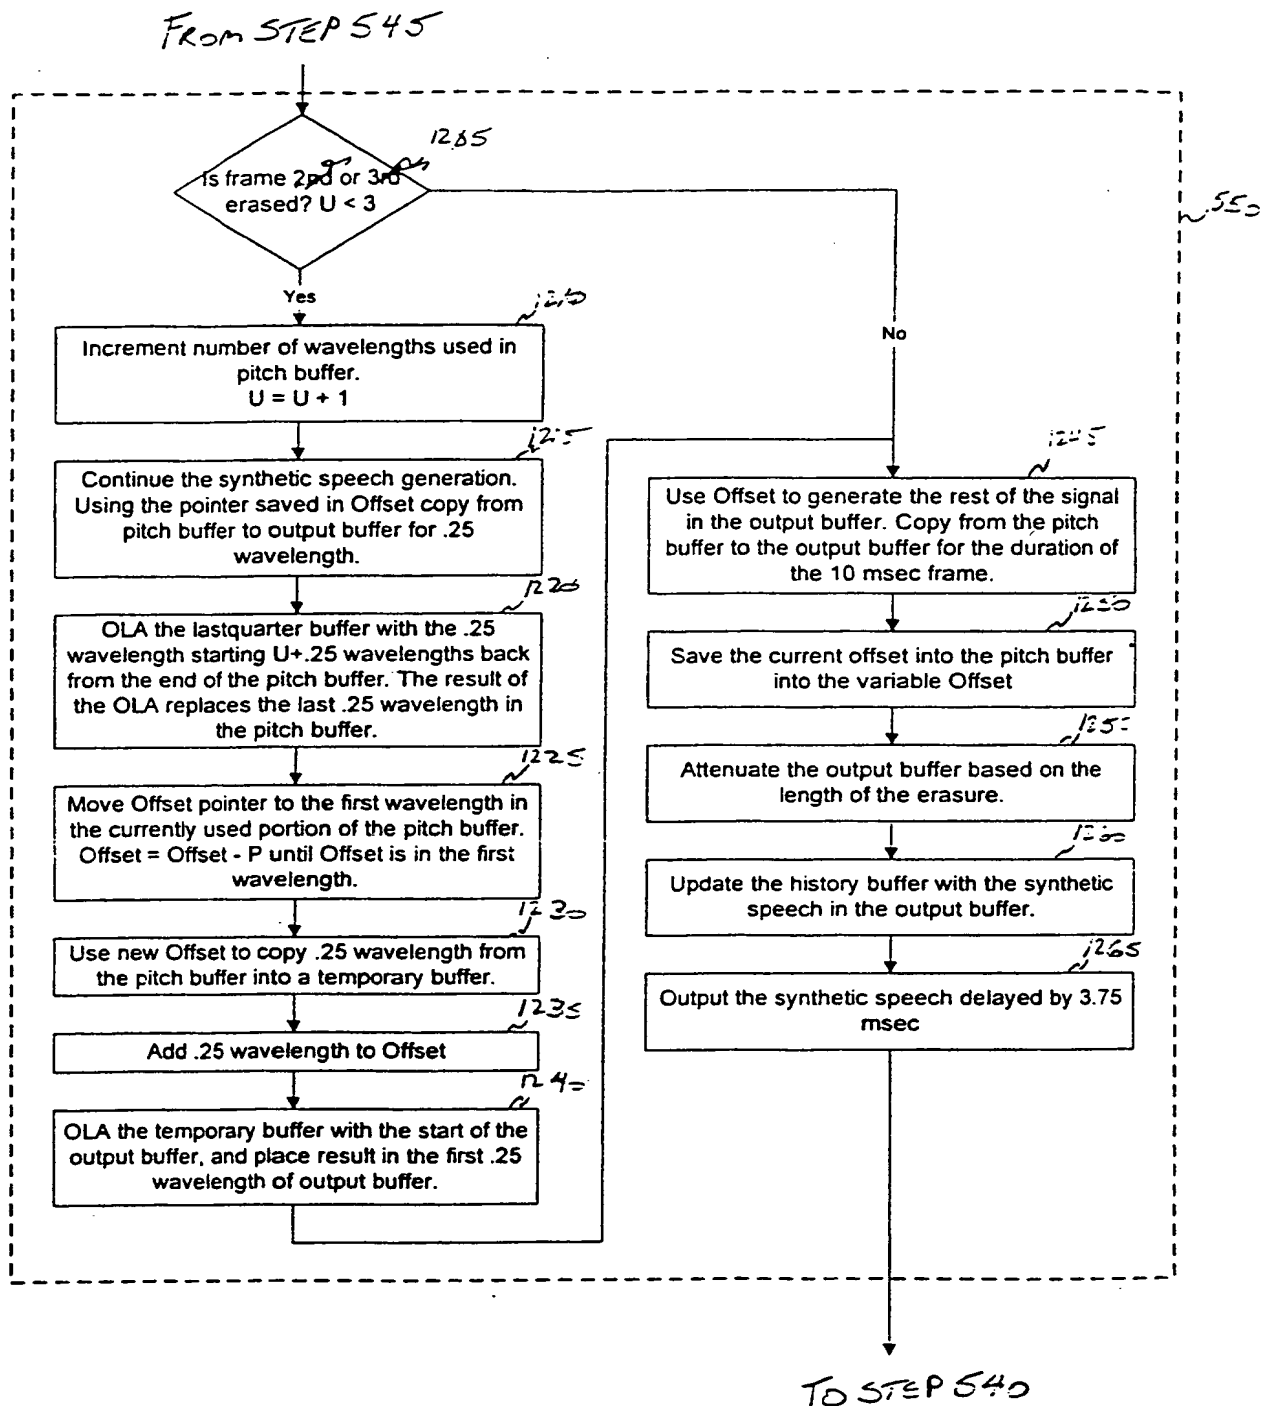 FROM STEP 545
1205
Is frame 2nd or 3rd
erased? U < 3
550
Yes
1210
Increment number of wavelengths used in
pitch buffer.
U = U + 1
1215
Continue the synthetic speech generation.
Using the pointer saved in Offset copy from
pitch buffer to output buffer for .25
wavelength.
1220
OLA the lastquarter buffer with the .25
wavelength starting U+.25 wavelengths back
from the end of the pitch buffer. The result of
the OLA replaces the last .25 wavelength in
the pitch buffer.
1225
Move Offset pointer to the first wavelength in
the currently used portion of the pitch buffer.
Offset = Offset - P until Offset is in the first
wavelength.
1230
Use new Offset to copy .25 wavelength from
the pitch buffer into a temporary buffer.
1235
Add .25 wavelength to Offset
1240
OLA the temporary buffer with the start of the
output buffer, and place result in the first .25
wavelength of output buffer.
No
1245
Use Offset to generate the rest of the signal
in the output buffer. Copy from the pitch
buffer to the output buffer for the duration of
the 10 msec frame.
1250
Save the current offset into the pitch buffer
into the variable Offset
Attenuate the output buffer based on the
length of the erasure.
1260
Update the history buffer with the synthetic
speech in the output buffer.
1265
Output the synthetic speech delayed by 3.75
msec
TO STEP 540